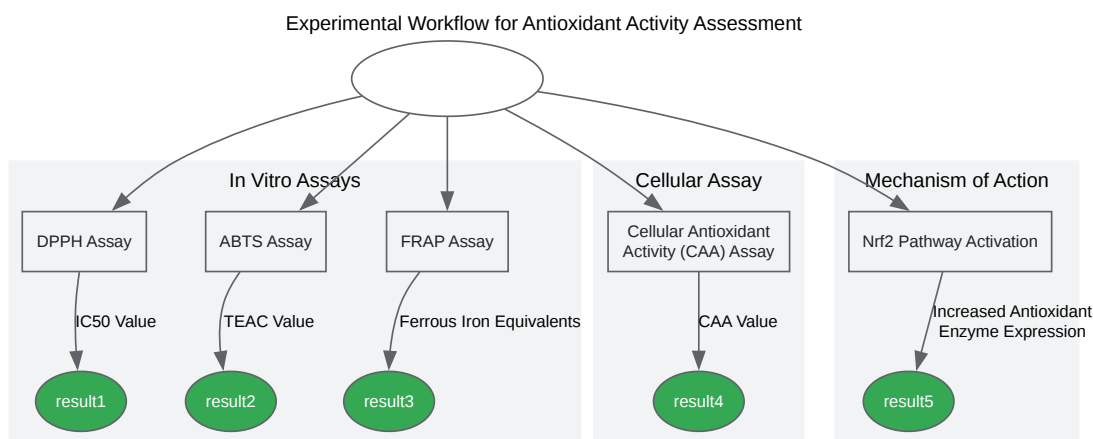 Experimental Workflow for Antioxidant Activity Assessment
In Vitro Assays
Cellular Assay
Mechanism of Action
DPPH Assay
ABTS Assay
FRAP Assay
Cellular Antioxidant
Activity (CAA) Assay
Nrf2 Pathway Activation
IC50 Value
TEAC Value
Ferrous Iron Equivalents
CAA Value
Increased Antioxidant
Enzyme Expression
result1
result2
result3
result4
result5